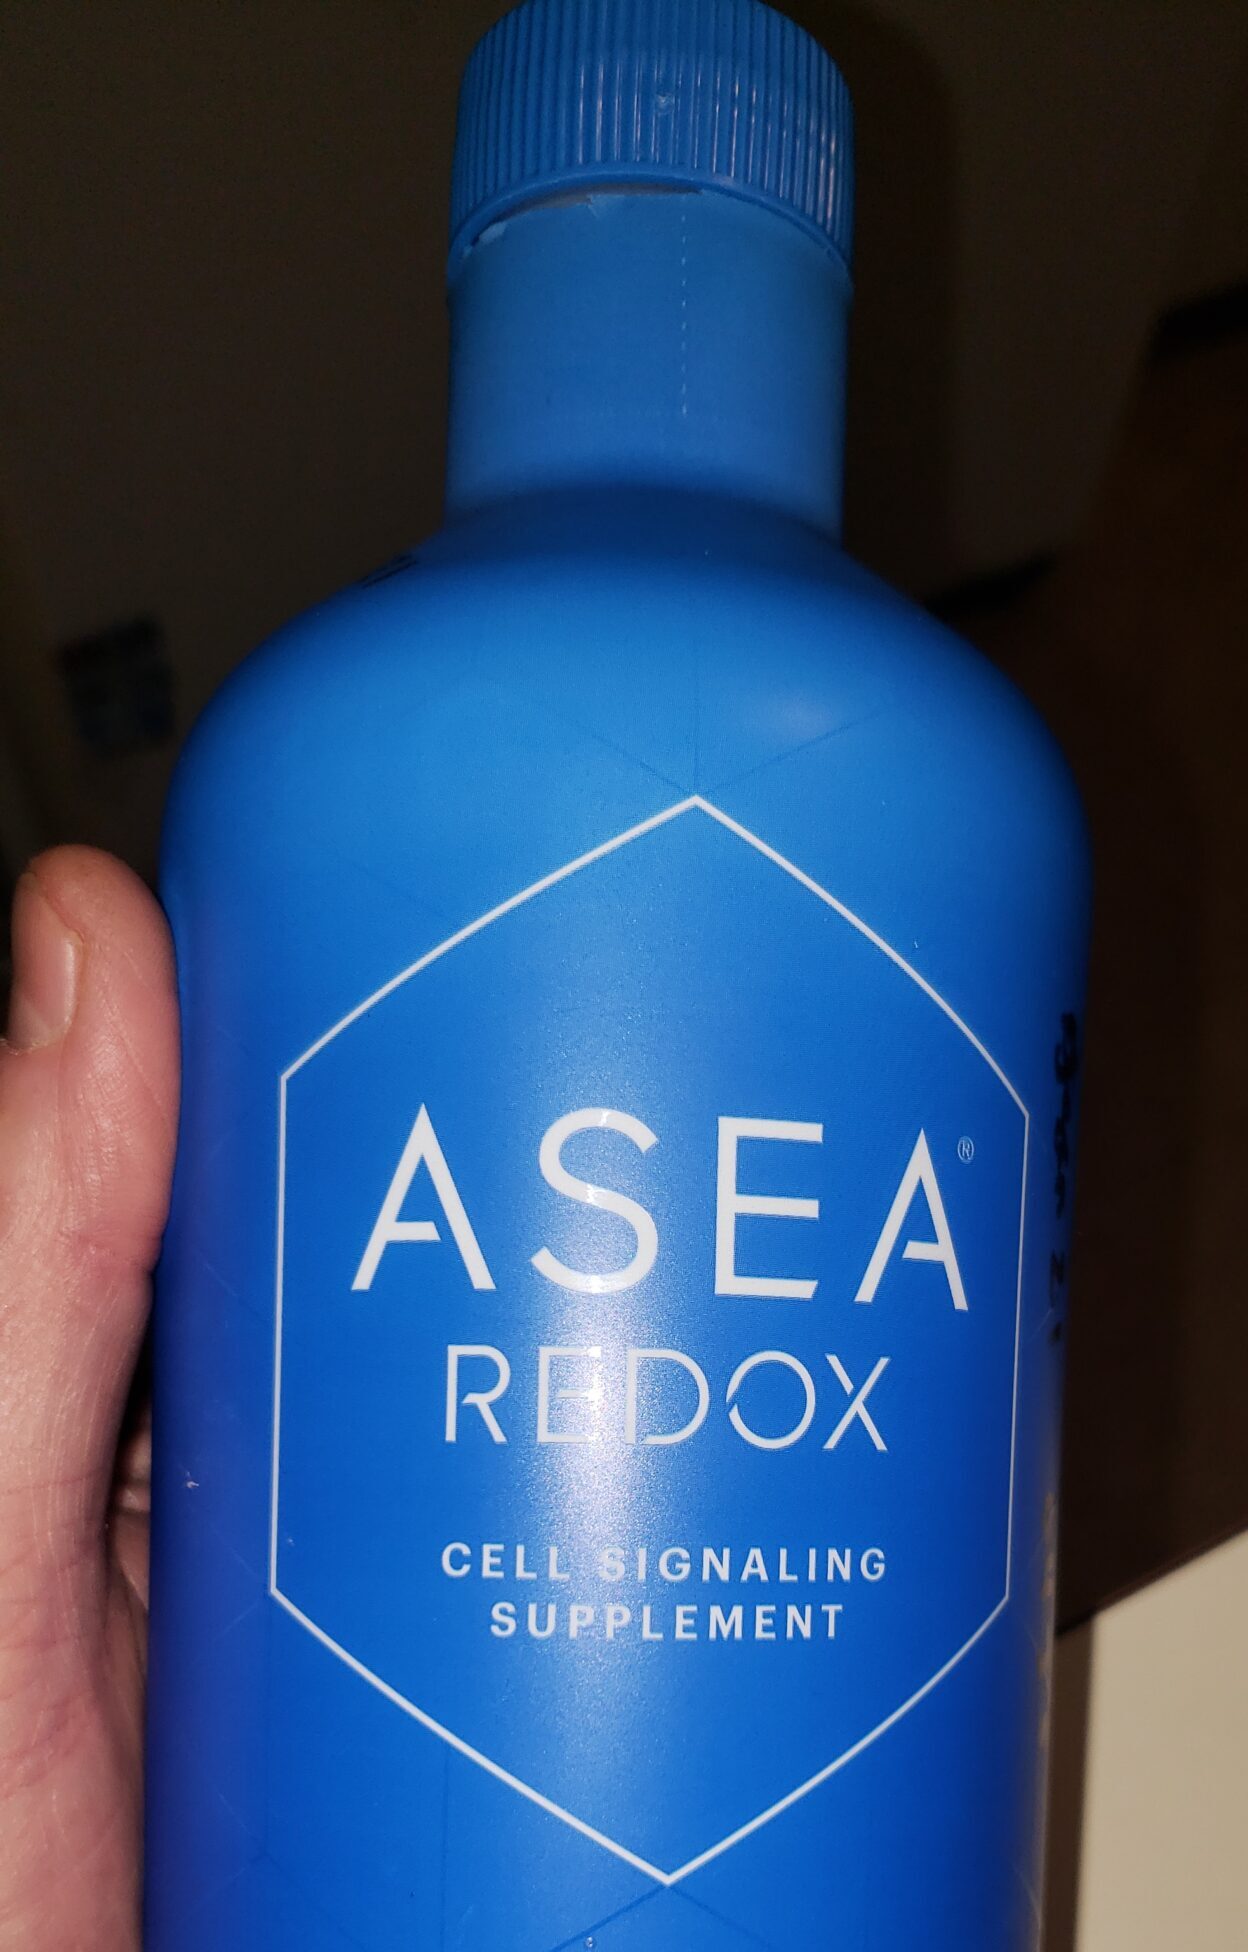 ASEA®
REDOX
CELL SIGNALING
SUPPLEMENT